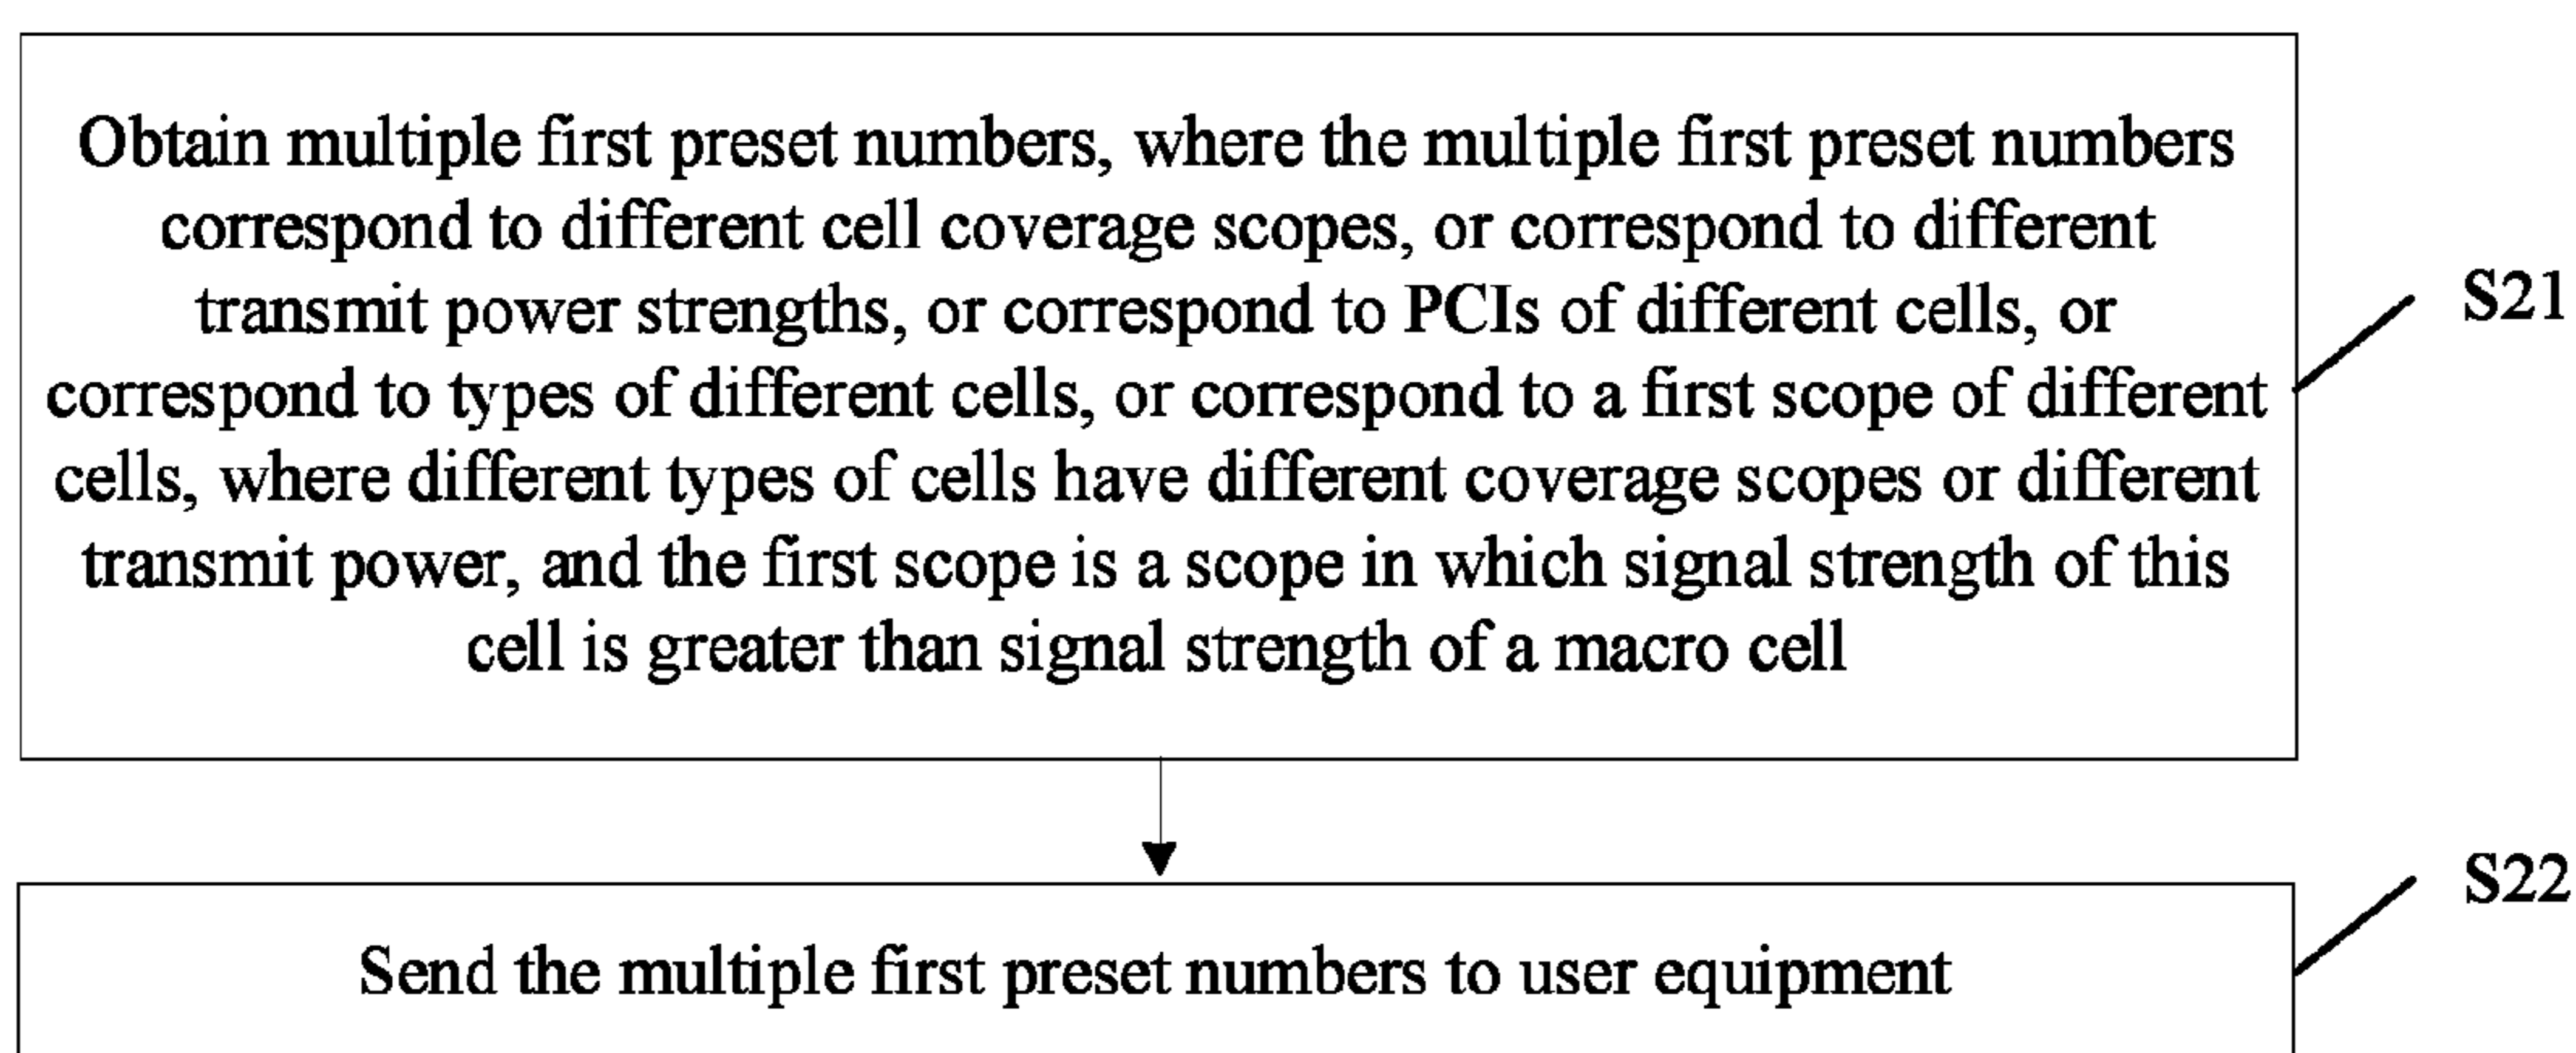 Obtain multiple first preset numbers, where the multiple first preset numbers
correspond to different cell coverage scopes, or correspond to different
transmit power strengths, or correspond to PCIs of different cells, or
correspond to types of different cells, or correspond to a first scope of different
cells, where different types of cells have different coverage scopes or different
transmit power, and the first scope is a scope in which signal strength of this
cell is greater than signal strength of a macro cell
S21
Send the multiple first preset numbers to user equipment
S22